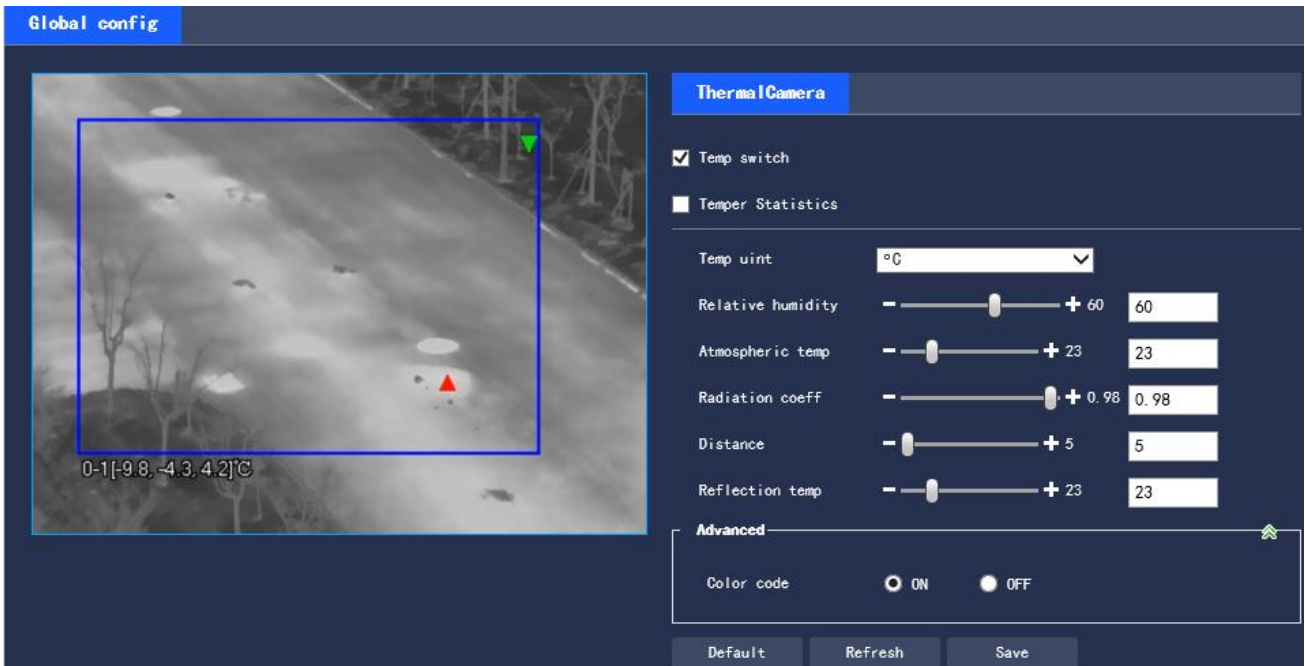 Global config
ThermalCamera
Temp switch
Temper Statistics
Temp uint °C
Relative humidity 60 60
Atmospheric temp 23 23
Radiation coeff 0.98 0.98
Distance 5 5
Reflection temp 23 23
0-1[-9.8, -4.3, 4.2]°C
Advanced
Color code ON OFF
Default Refresh Save